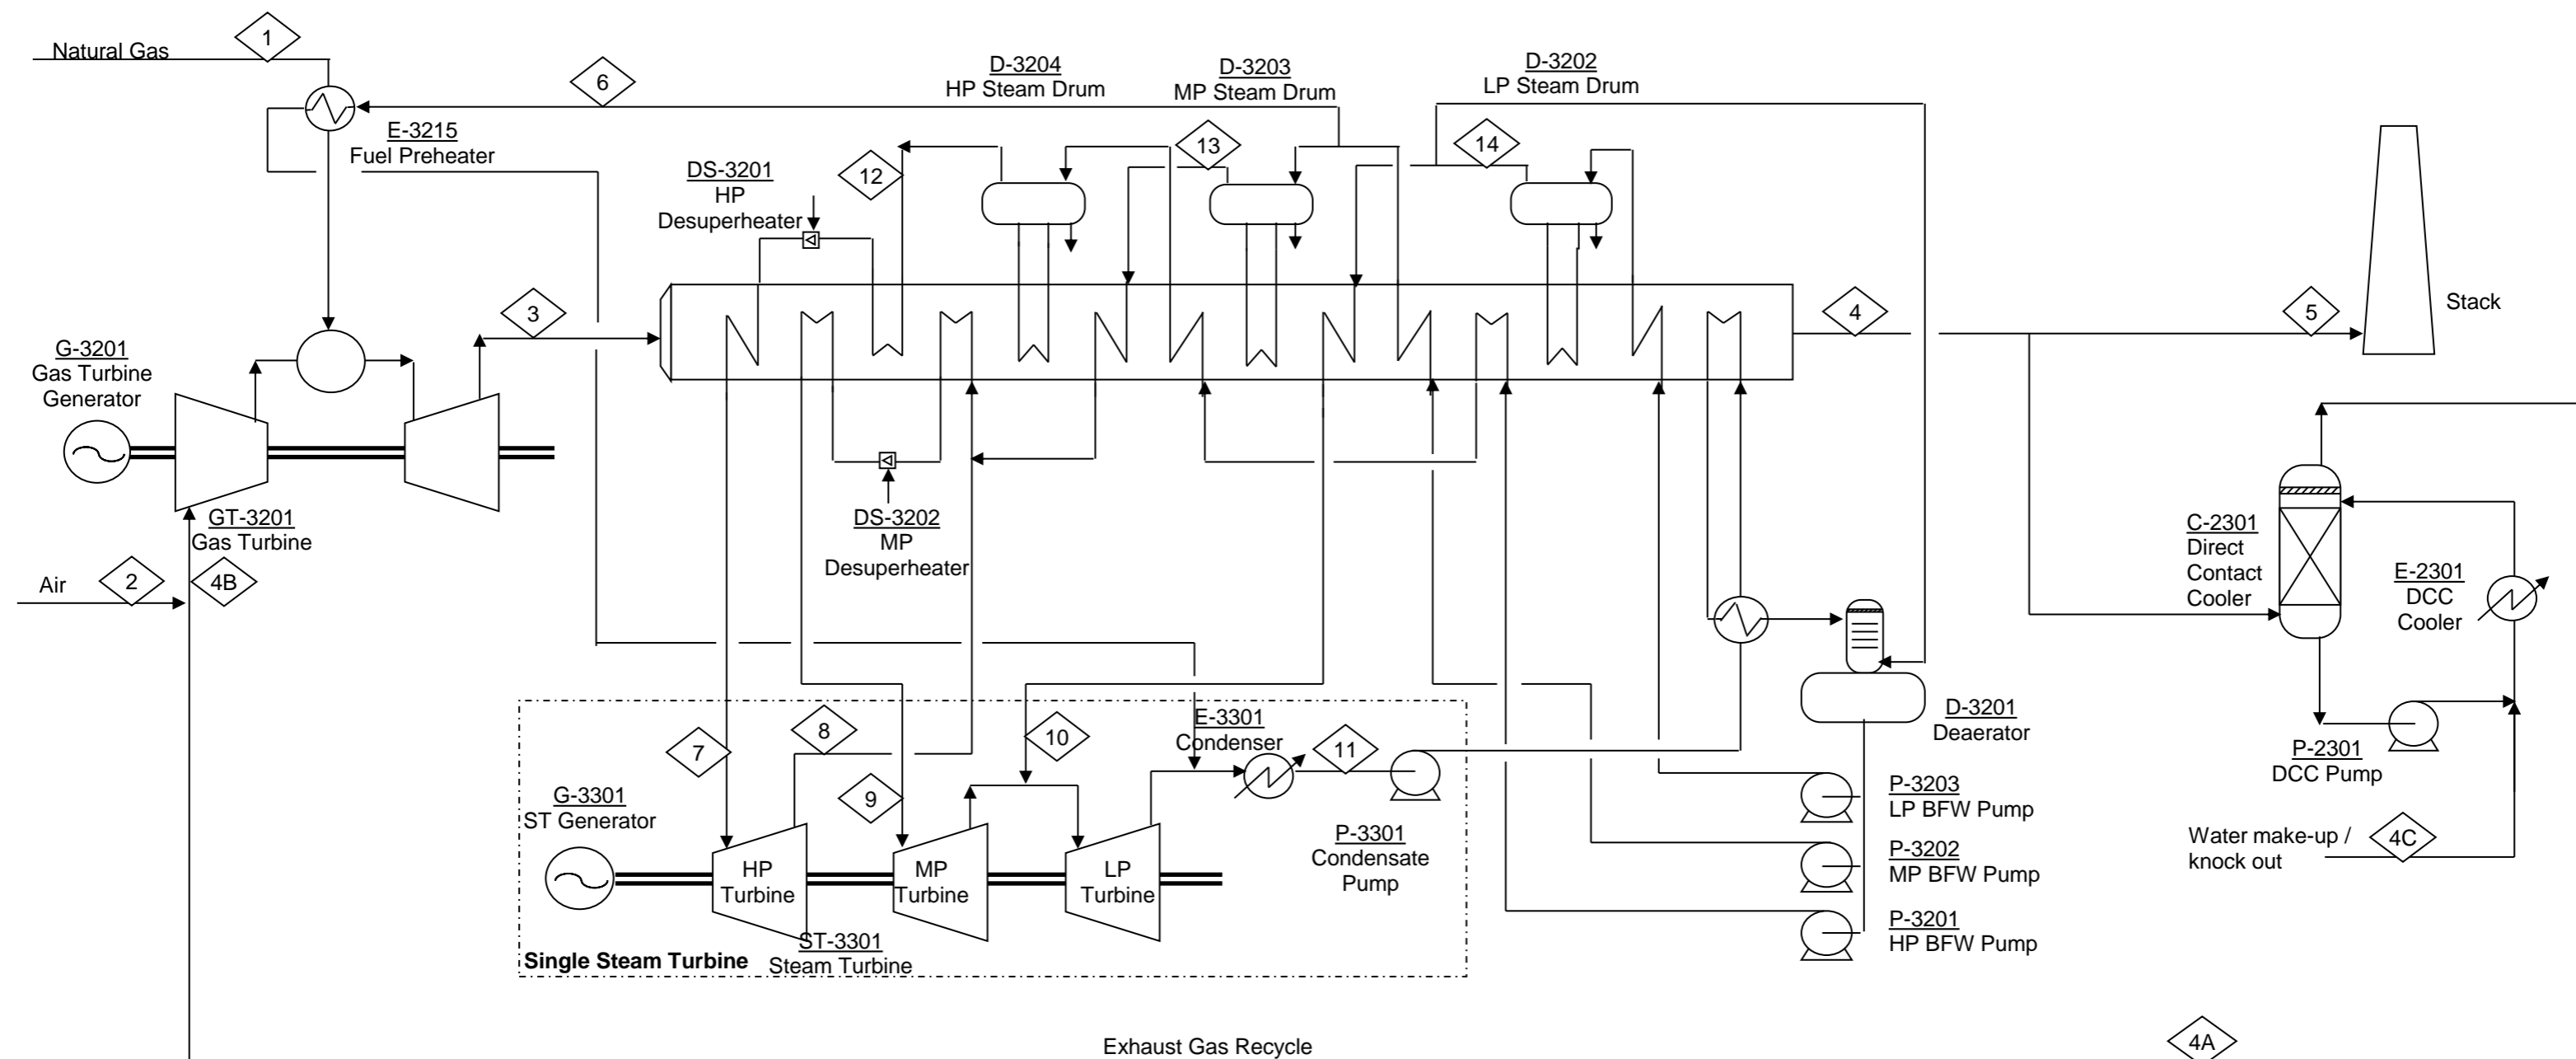 1
Natural Gas
6
D-3204
HP Steam Drum
D-3203
MP Steam Drum
D-3202
LP Steam Drum
E-3215
Fuel Preheater
DS-3201
HP
Desuperheater
12
13
14
3
4
5
Stack
G-3201
Gas Turbine
Generator
GT-3201
Gas Turbine
DS-3202
MP
Desuperheater
C-2301
Direct
Contact
Cooler
E-2301
DCC
Cooler
Air
2
4B
D-3201
Deaerator
P-2301
DCC Pump
7
8
9
10
E-3301
Condenser
11
G-3301
ST Generator
P-3301
Condensate
Pump
P-3203
LP BFW Pump
P-3202
MP BFW Pump
P-3201
HP BFW Pump
Water make-up /
knock out
4C
HP
Turbine
MP
Turbine
LP
Turbine
ST-3301
Steam Turbine
Single Steam Turbine
Exhaust Gas Recycle
4A